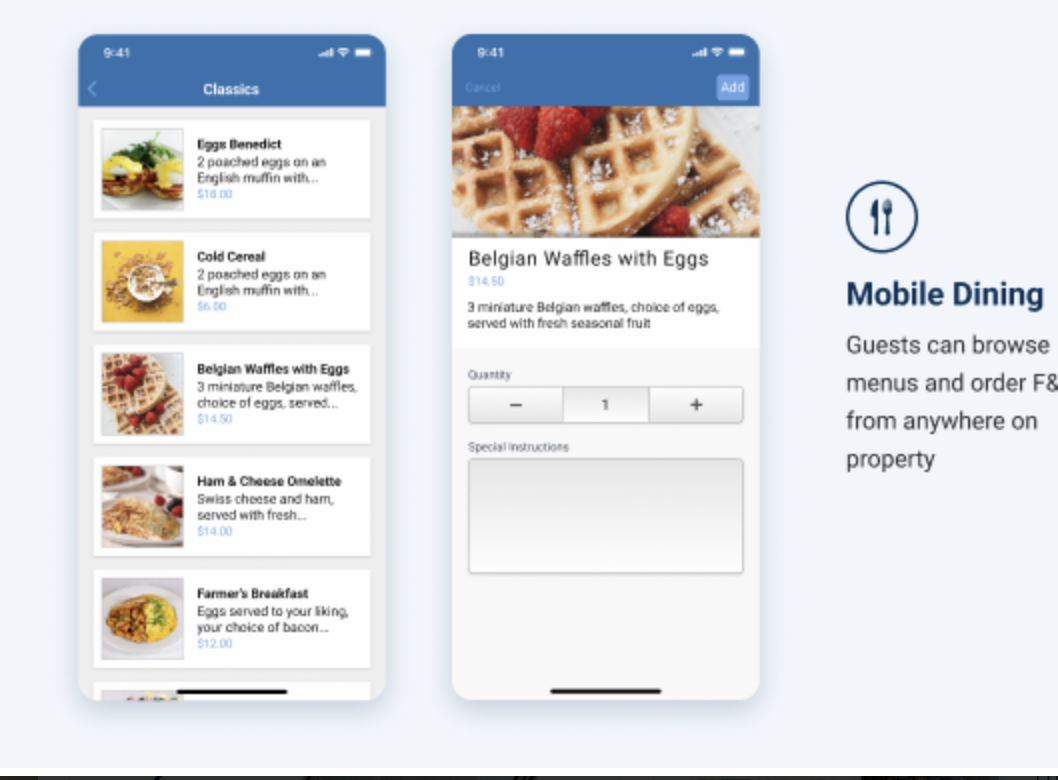 9:41
Classics
Eggs Benedict
2 poached eggs on an
English muffin with...
$18.00
Cold Cereal
2 poached eggs on an
English muffin with...
$6.00
Belgian Waffles with Eggs
3 miniature Belgian waffles,
choice of eggs, served...
$14.50
Ham & Cheese Omelette
Swiss cheese and ham,
served with fresh...
$14.00
Farmer's Breakfast
Eggs served to your liking,
your choice of bacon...
$12.00
9:41
Cancel
Add
Belgian Waffles with Eggs
$14.50
3 miniature Belgian waffles, choice of eggs,
served with fresh seasonal fruit
Quantity
− 1 +
Special Instructions
Mobile Dining
Guests can browse
menus and order F&
from anywhere on
property